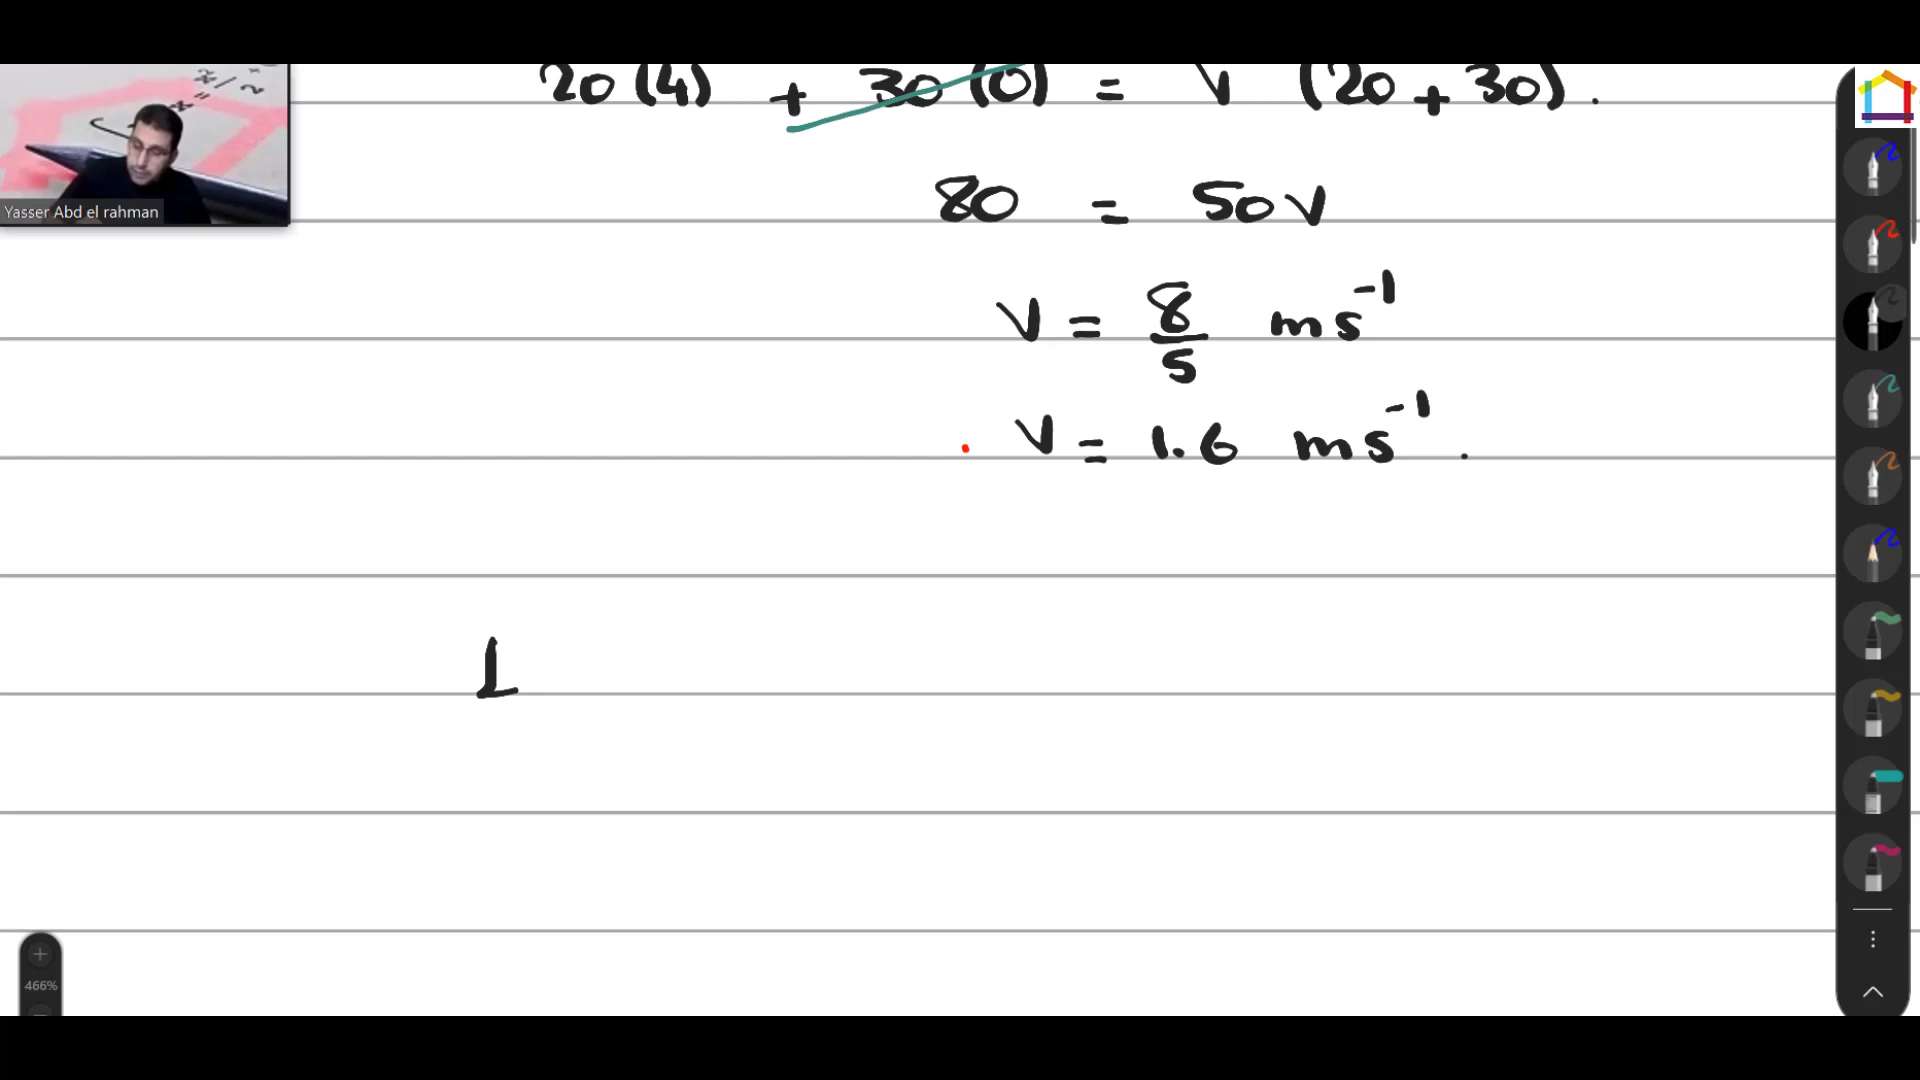 20(4) + 30(0) = v (20+30).
80 = 50v
v = 8/5 ms⁻¹
v = 1.6 ms⁻¹.
L
Yasser Abd el rahman
466%